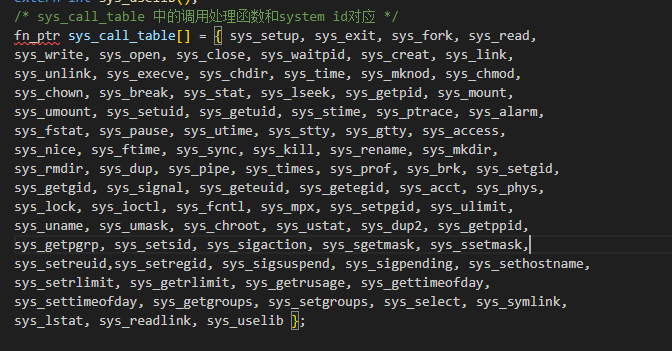 extern int sys_uselib();
/* sys_call_table 中的调用处理函数和system id对应 */
fn_ptr sys_call_table[] = { sys_setup, sys_exit, sys_fork, sys_read,
sys_write, sys_open, sys_close, sys_waitpid, sys_creat, sys_link,
sys_unlink, sys_execve, sys_chdir, sys_time, sys_mknod, sys_chmod,
sys_chown, sys_break, sys_stat, sys_lseek, sys_getpid, sys_mount,
sys_umount, sys_setuid, sys_getuid, sys_stime, sys_ptrace, sys_alarm,
sys_fstat, sys_pause, sys_utime, sys_stty, sys_gtty, sys_access,
sys_nice, sys_ftime, sys_sync, sys_kill, sys_rename, sys_mkdir,
sys_rmdir, sys_dup, sys_pipe, sys_times, sys_prof, sys_brk, sys_setgid,
sys_getgid, sys_signal, sys_geteuid, sys_getegid, sys_acct, sys_phys,
sys_lock, sys_ioctl, sys_fcntl, sys_mpx, sys_setpgid, sys_ulimit,
sys_uname, sys_umask, sys_chroot, sys_ustat, sys_dup2, sys_getppid,
sys_getpgrp, sys_setsid, sys_sigaction, sys_sgetmask, sys_ssetmask,
sys_setreuid,sys_setregid, sys_sigsuspend, sys_sigpending, sys_sethostname,
sys_setrlimit, sys_getrlimit, sys_getrusage, sys_gettimeofday,
sys_settimeofday, sys_getgroups, sys_setgroups, sys_select, sys_symlink,
sys_lstat, sys_readlink, sys_uselib };